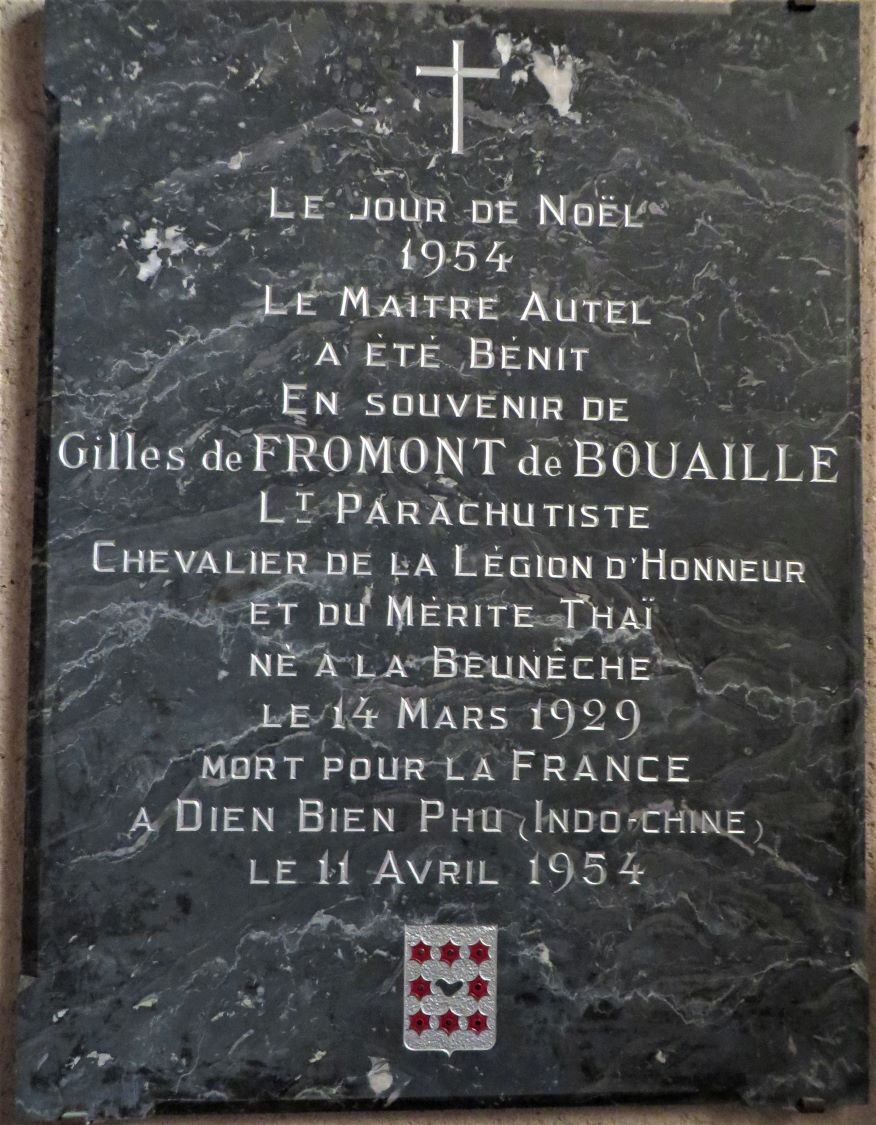 Le jour de Noël
1954
Le Maître Autel
a été Bénit
En souvenir de
Gilles de FROMONT de BOUAILLE
Lt Parachutiste
Chevalier de la Légion d'Honneur
et du Mérite Thaï
né a la Beunèche
le 14 Mars 1929
mort pour la France
a Dien Bien Phu (Indo-chine)
le 11 Avril 1954